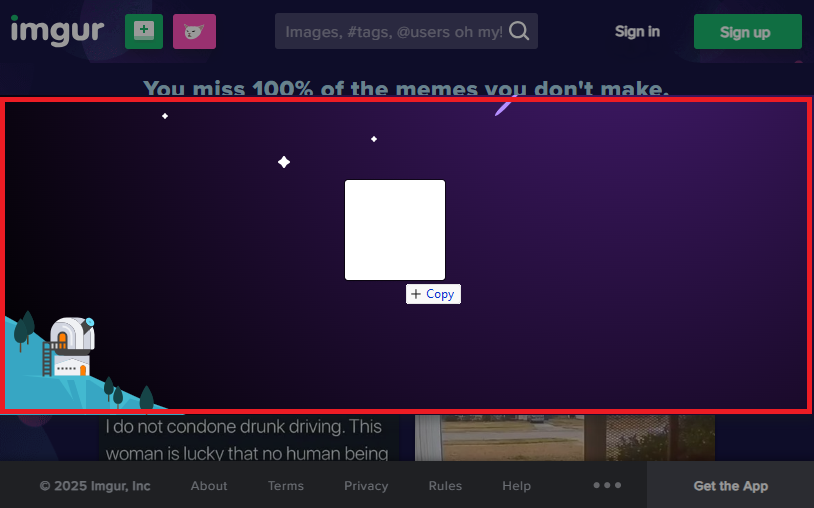 imgur
Images, #tags, @users oh my!
Sign in
Sign up
You miss 100% of the memes you don't make.
+ Copy
I do not condone drunk driving. This
woman is lucky that no human being
© 2025 Imgur, Inc
About
Terms
Privacy
Rules
Help
•••
Get the App